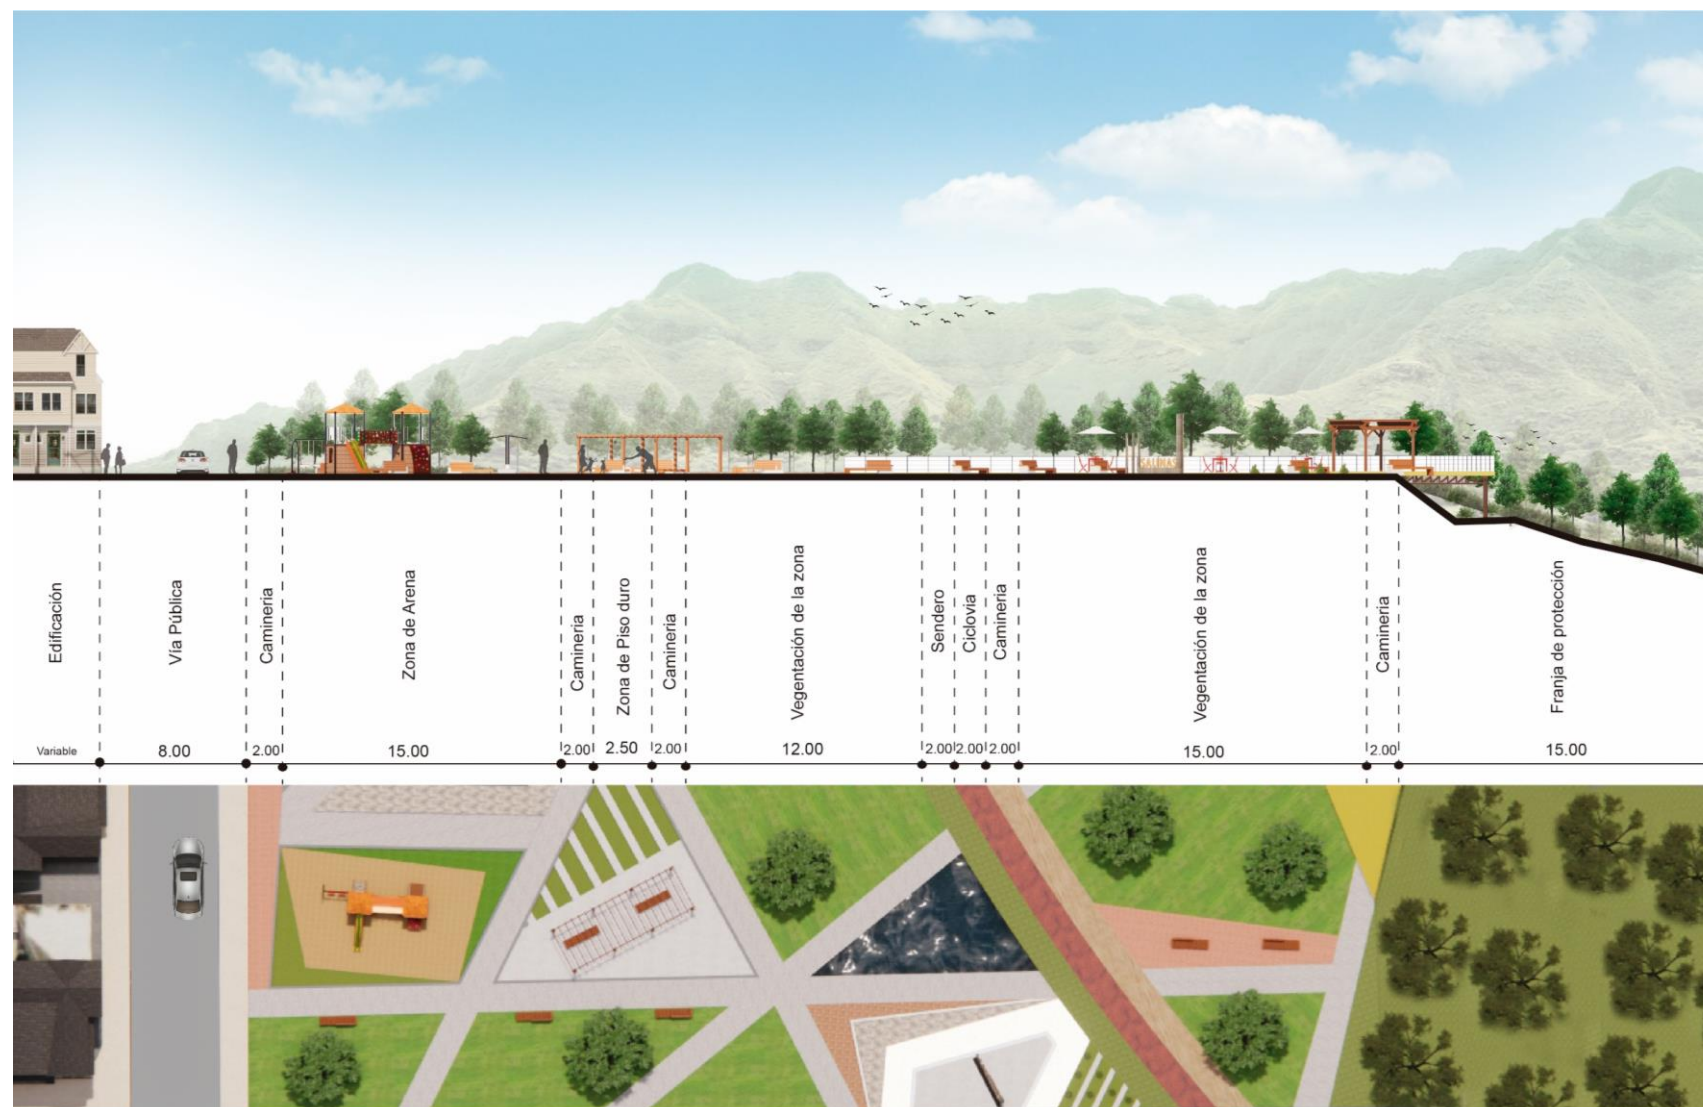 SALINAS
Edificación
Vía Pública
Camineria
Zona de Arena
Camineria
Zona de Piso duro
Camineria
Vegentación de la zona
Sendero
Ciclovia
Camineria
Vegentación de la zona
Camineria
Franja de protección
Variable
8.00
2.00
15.00
2.00
2.50
2.00
12.00
2.00
2.00
2.00
15.00
2.00
15.00